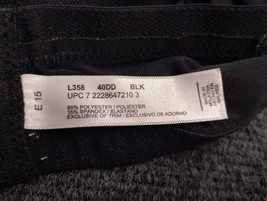 E 15
L358 40DD BLK
UPC 7 2228647210 3
85% POLYESTER / POLIESTER
15% SPANDEX / ELASTANO
EXCLUSIVE OF TRIM / EXCLUSIVO DE ADORNO